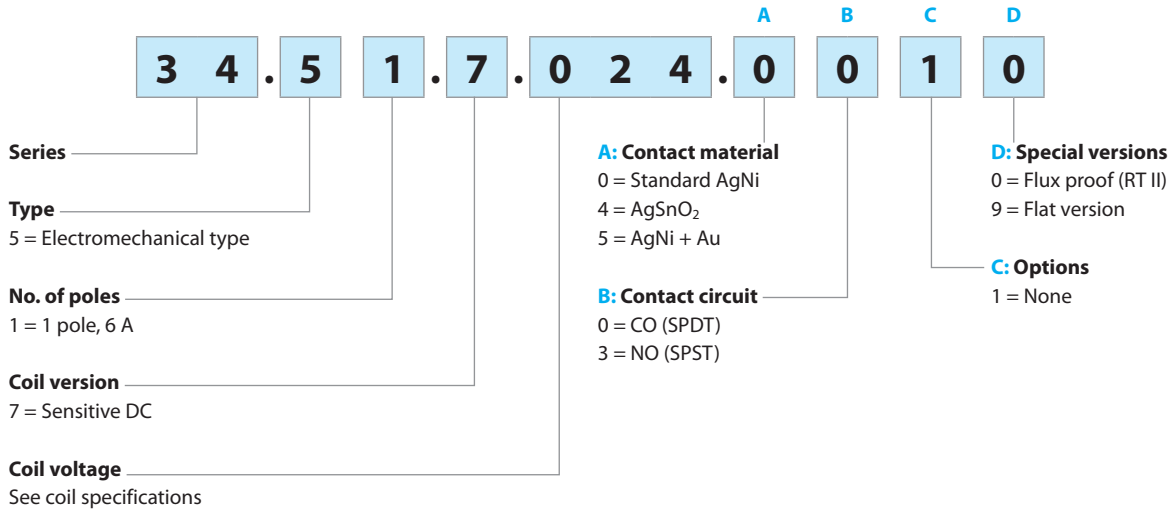 A B C D
3 4 . 5 1 . 7 . 0 2 4 . 0 0 1 0
Series
Type
5 = Electromechanical type
No. of poles
1 = 1 pole, 6 A
Coil version
7 = Sensitive DC
Coil voltage
See coil specifications
A: Contact material
0 = Standard AgNi
4 = AgSnO₂
5 = AgNi + Au
B: Contact circuit
0 = CO (SPDT)
3 = NO (SPST)
D: Special versions
0 = Flux proof (RT II)
9 = Flat version
C: Options
1 = None